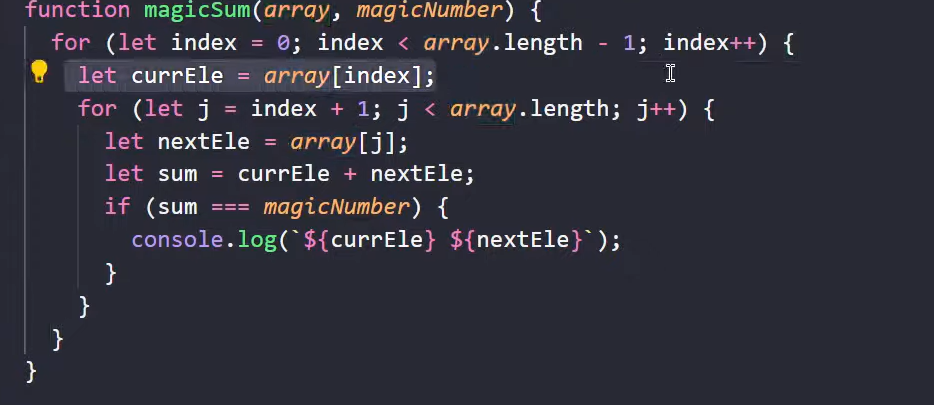 function magicSum(array, magicNumber) {
for (let index = 0; index < array.length - 1; index++) {
let currEle = array[index];
for (let j = index + 1; j < array.length; j++) {
let nextEle = array[j];
let sum = currEle + nextEle;
if (sum === magicNumber) {
console.log(`${currEle} ${nextEle}`);
}
}
}
}